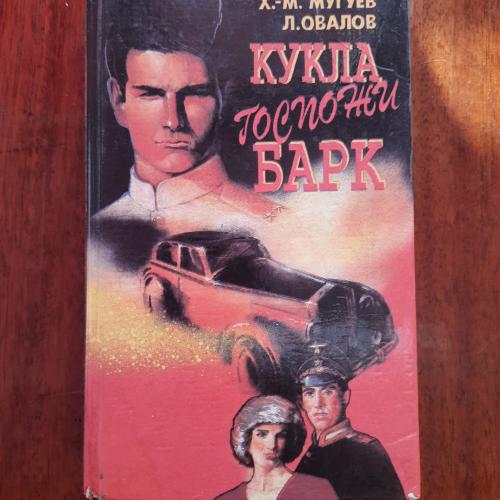 Х.-М. МУГУЕВ
Л. ОВАЛОВ
КУКЛА
ГОСПОЖИ
БАРК